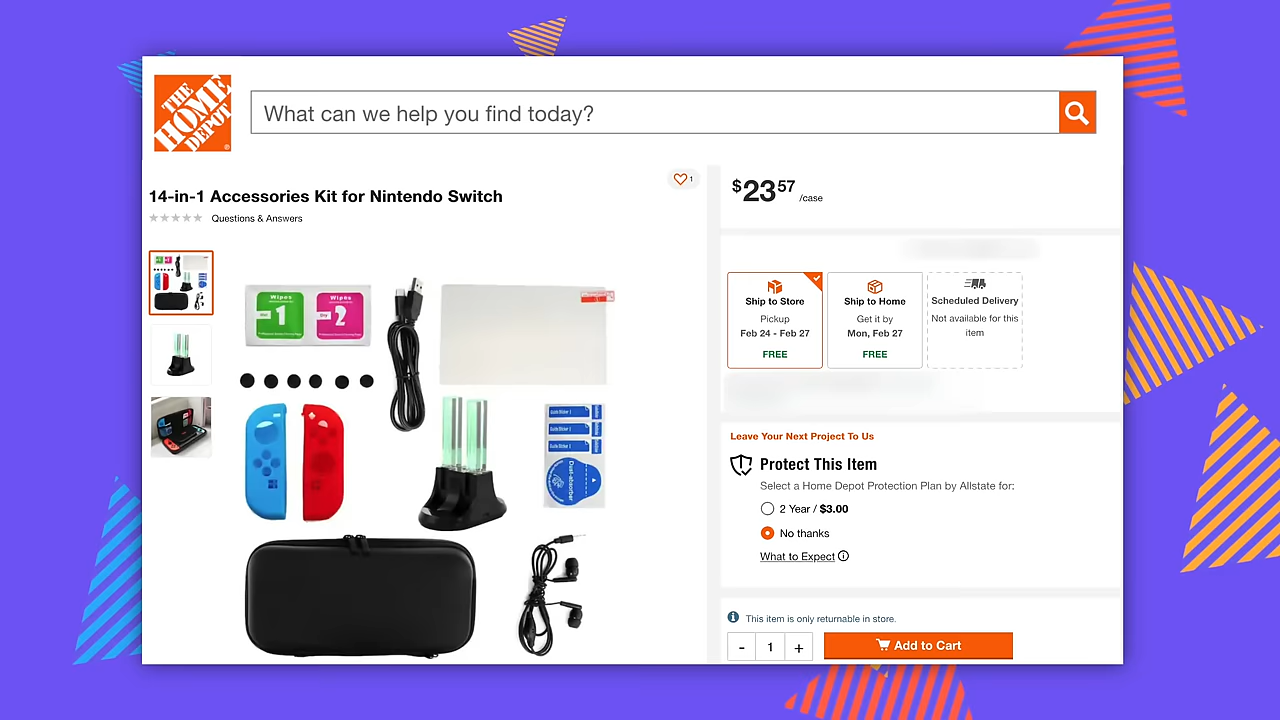 THE
HOME
DEPOT
What can we help you find today?
14-in-1 Accessories Kit for Nintendo Switch
Questions & Answers
1
$23 57 /case
Wipes Wipes
Wet 1 Dry 2
Dust-absorber
Ship to Store
Pickup
Feb 24 - Feb 27
FREE
Ship to Home
Get it by
Mon, Feb 27
FREE
Scheduled Delivery
Not available for this
item
Leave Your Next Project To Us
Protect This Item
Select a Home Depot Protection Plan by Allstate for:
2 Year / $3.00
No thanks
What to Expect
This item is only returnable in store.
- 1 +
Add to Cart